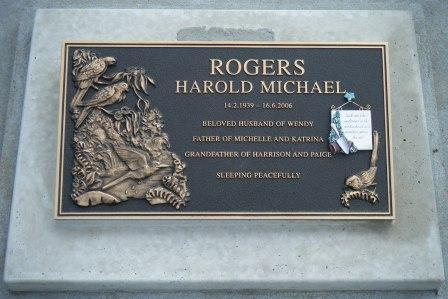 ROGERS
HAROLD MICHAEL
14.2.1939 – 16.6.2006
BELOVED HUSBAND OF WENDY
FATHER OF MICHELLE AND KATRINA
GRANDFATHER OF HARRISON AND PAIGE
SLEEPING PEACEFULLY